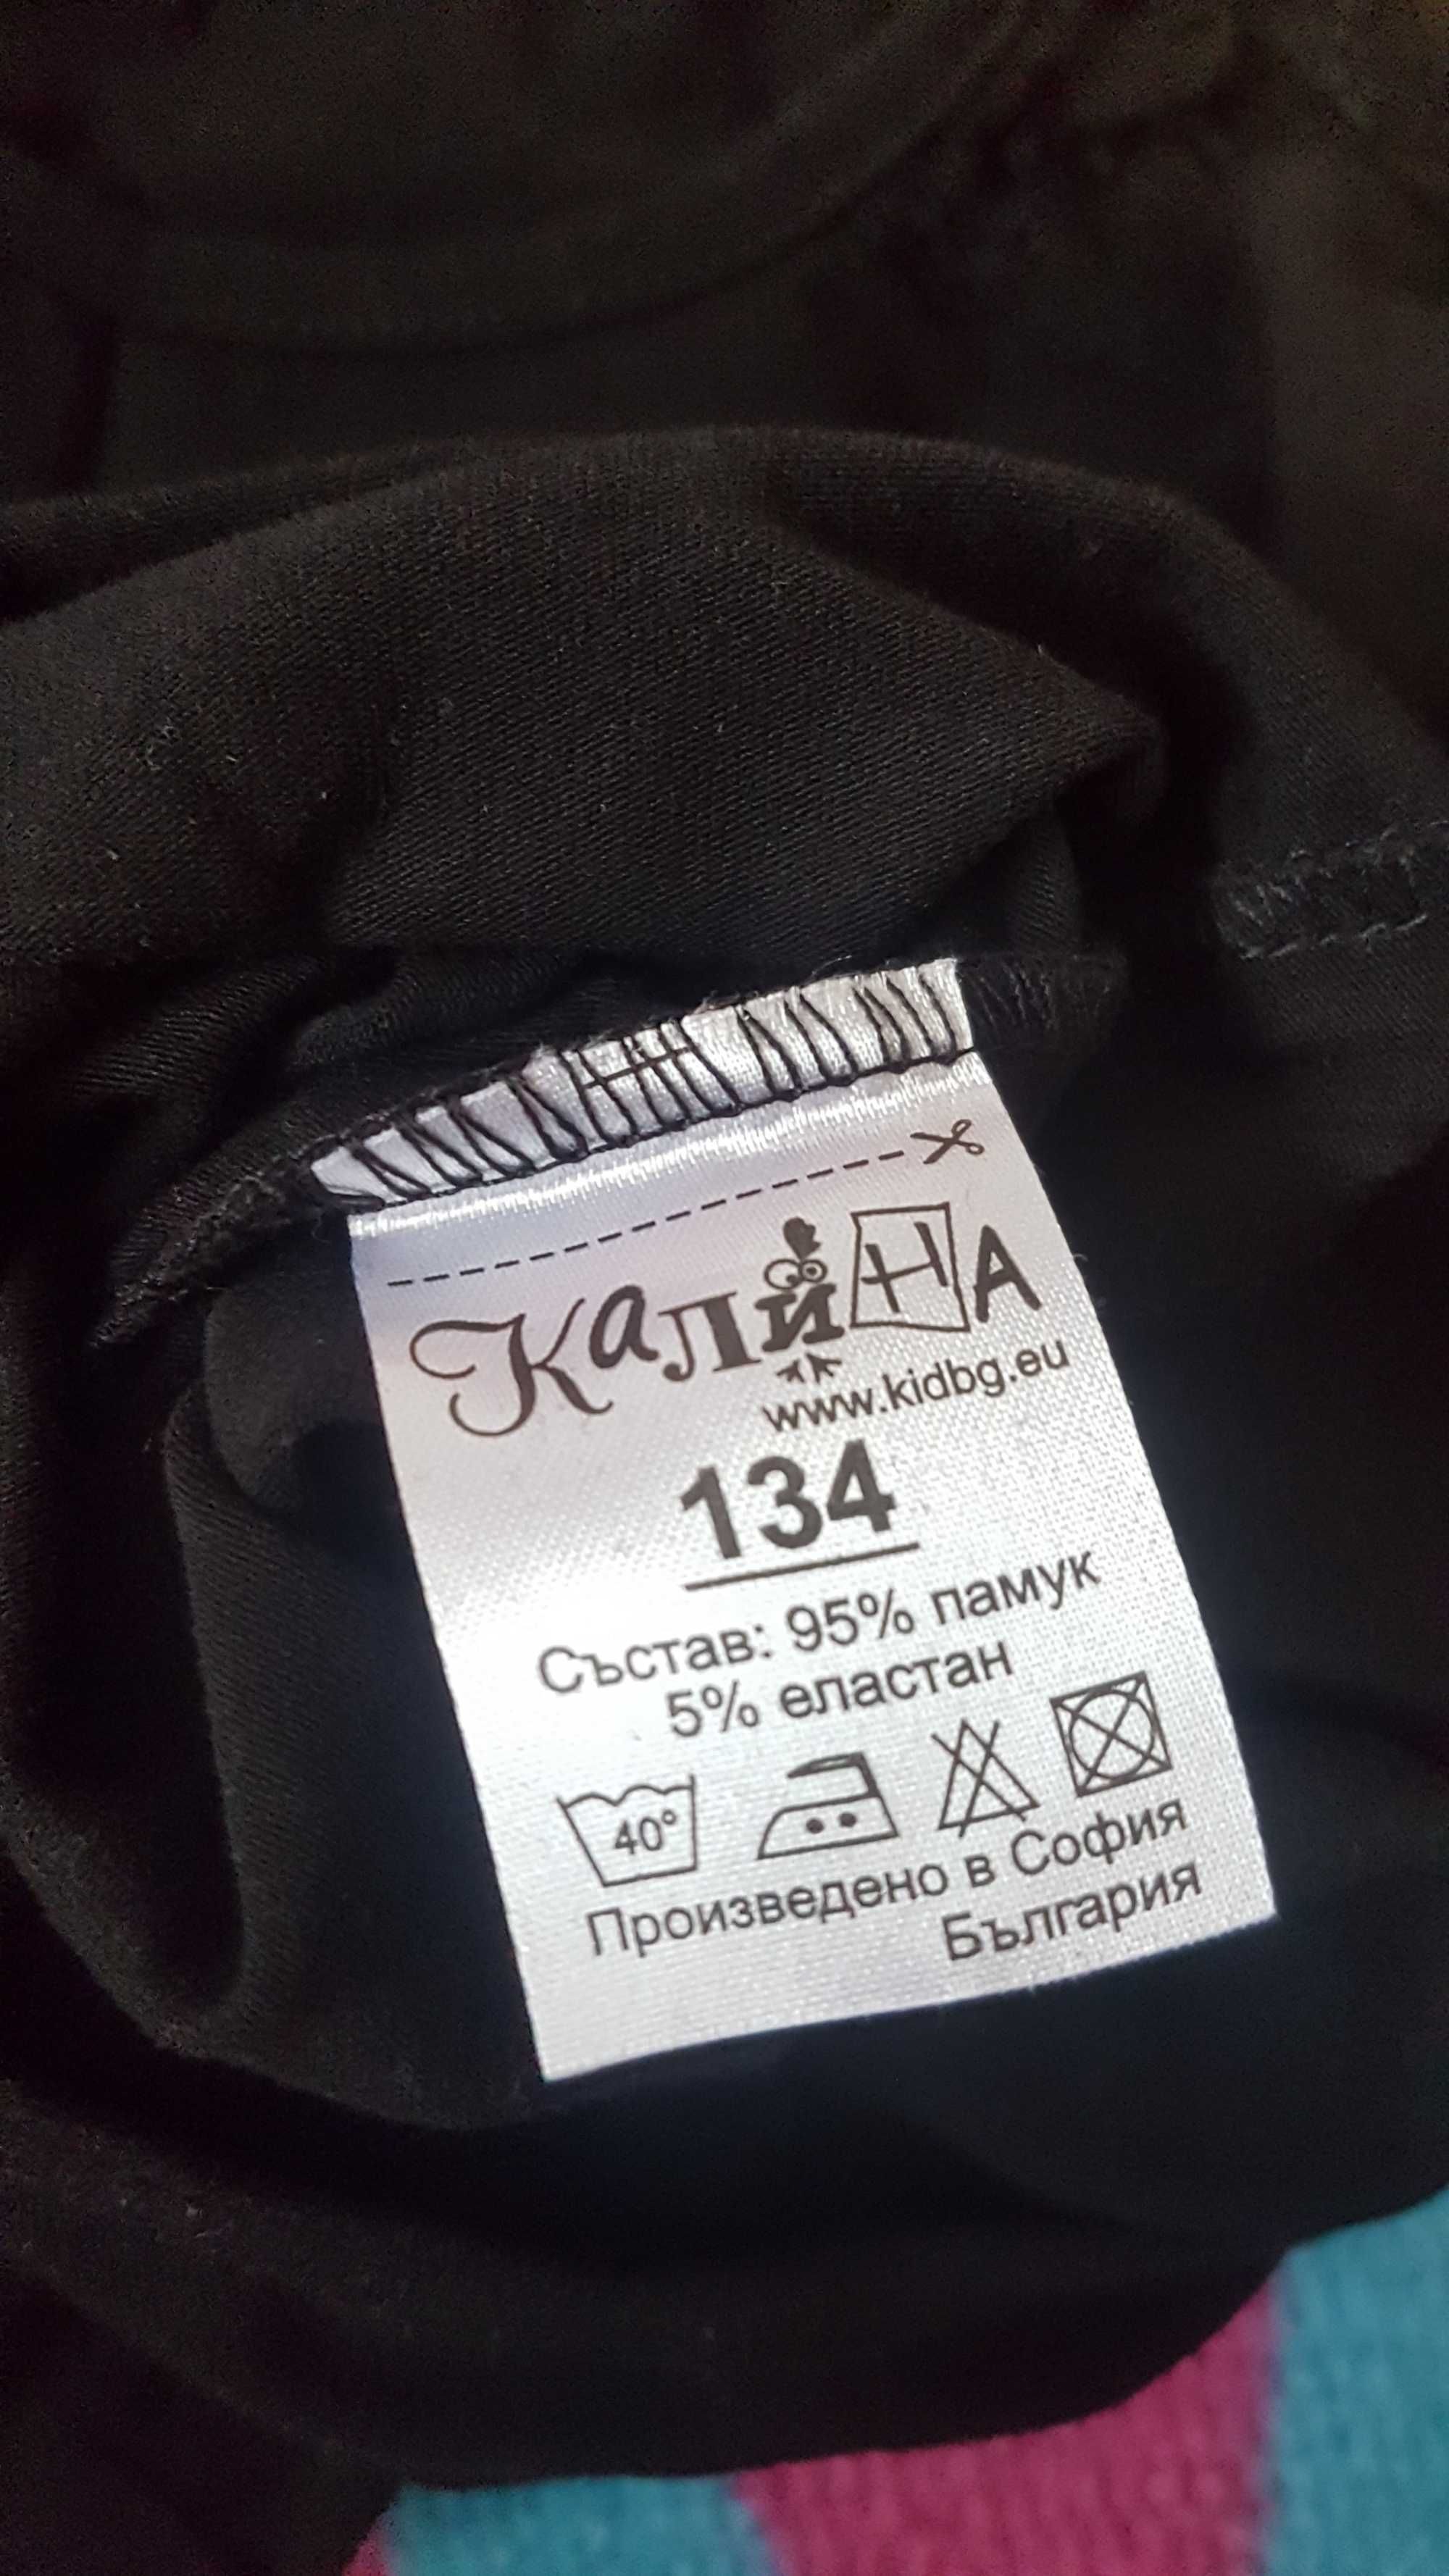 Калина
www.kidbg.eu
134
Състав: 95% памук
5% еластан
40°
Произведено в София
България